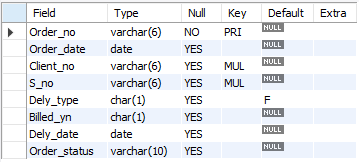 Field Type Null Key Default Extra
Order_no varchar(6) NO PRI NULL
Order_date date YES NULL
Client_no varchar(6) YES MUL NULL
S_no varchar(6) YES MUL NULL
Dely_type char(1) YES F
Billed_yn char(1) YES NULL
Dely_date date YES NULL
Order_status varchar(10) YES NULL